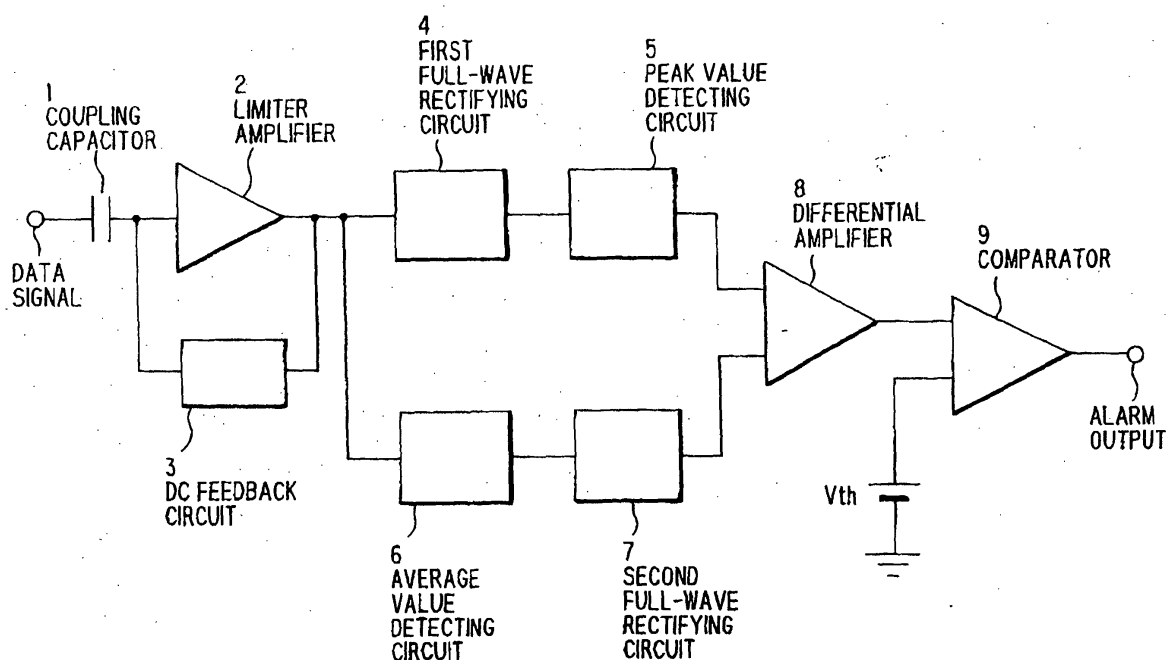 1
COUPLING
CAPACITOR
2
LIMITER
AMPLIFIER
4
FIRST
FULL-WAVE
RECTIFYING
CIRCUIT
5
PEAK VALUE
DETECTING
CIRCUIT
8
DIFFERENTIAL
AMPLIFIER
9
COMPARATOR
DATA
SIGNAL
3
DC FEEDBACK
CIRCUIT
6
AVERAGE
VALUE
DETECTING
CIRCUIT
7
SECOND
FULL-WAVE
RECTIFYING
CIRCUIT
Vth
ALARM
OUTPUT